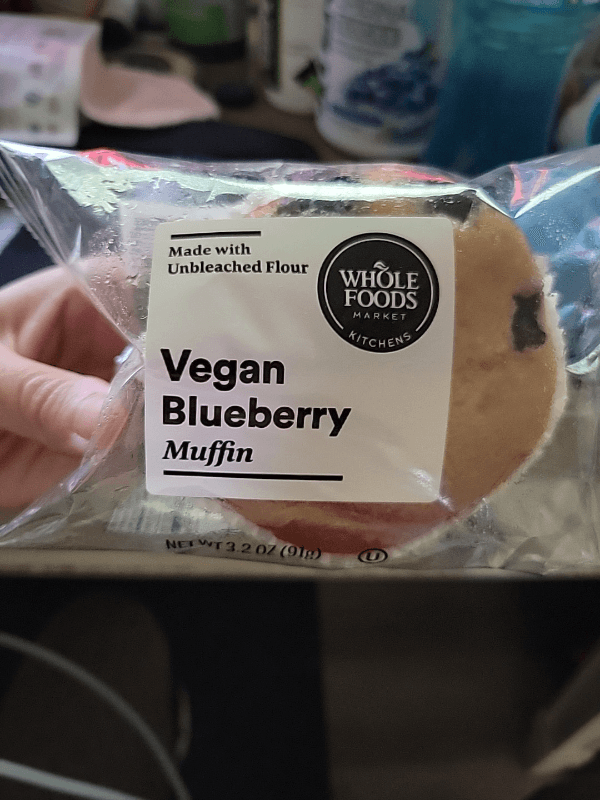 Made with
Unbleached Flour
WHOLE
FOODS
MARKET
KITCHENS
Vegan
Blueberry
Muffin
NET WT 3.2 OZ (91g)
U